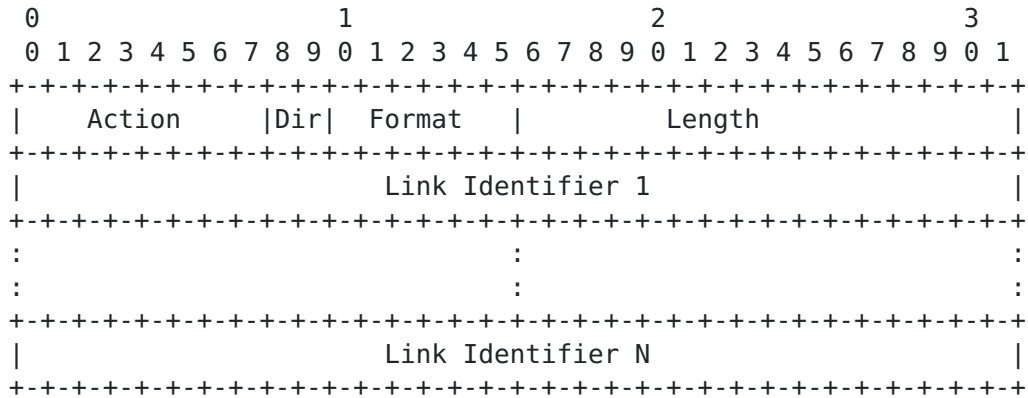 0                   1                   2                   3
 0 1 2 3 4 5 6 7 8 9 0 1 2 3 4 5 6 7 8 9 0 1 2 3 4 5 6 7 8 9 0 1
+-+-+-+-+-+-+-+-+-+-+-+-+-+-+-+-+-+-+-+-+-+-+-+-+-+-+-+-+-+-+-+-+
|    Action     |Dir|  Format   |         Length                |
+-+-+-+-+-+-+-+-+-+-+-+-+-+-+-+-+-+-+-+-+-+-+-+-+-+-+-+-+-+-+-+-+
|                       Link Identifier 1                       |
+-+-+-+-+-+-+-+-+-+-+-+-+-+-+-+-+-+-+-+-+-+-+-+-+-+-+-+-+-+-+-+-+
:                               :                               :
:                               :                               :
+-+-+-+-+-+-+-+-+-+-+-+-+-+-+-+-+-+-+-+-+-+-+-+-+-+-+-+-+-+-+-+-+
|                       Link Identifier N                       |
+-+-+-+-+-+-+-+-+-+-+-+-+-+-+-+-+-+-+-+-+-+-+-+-+-+-+-+-+-+-+-+-+